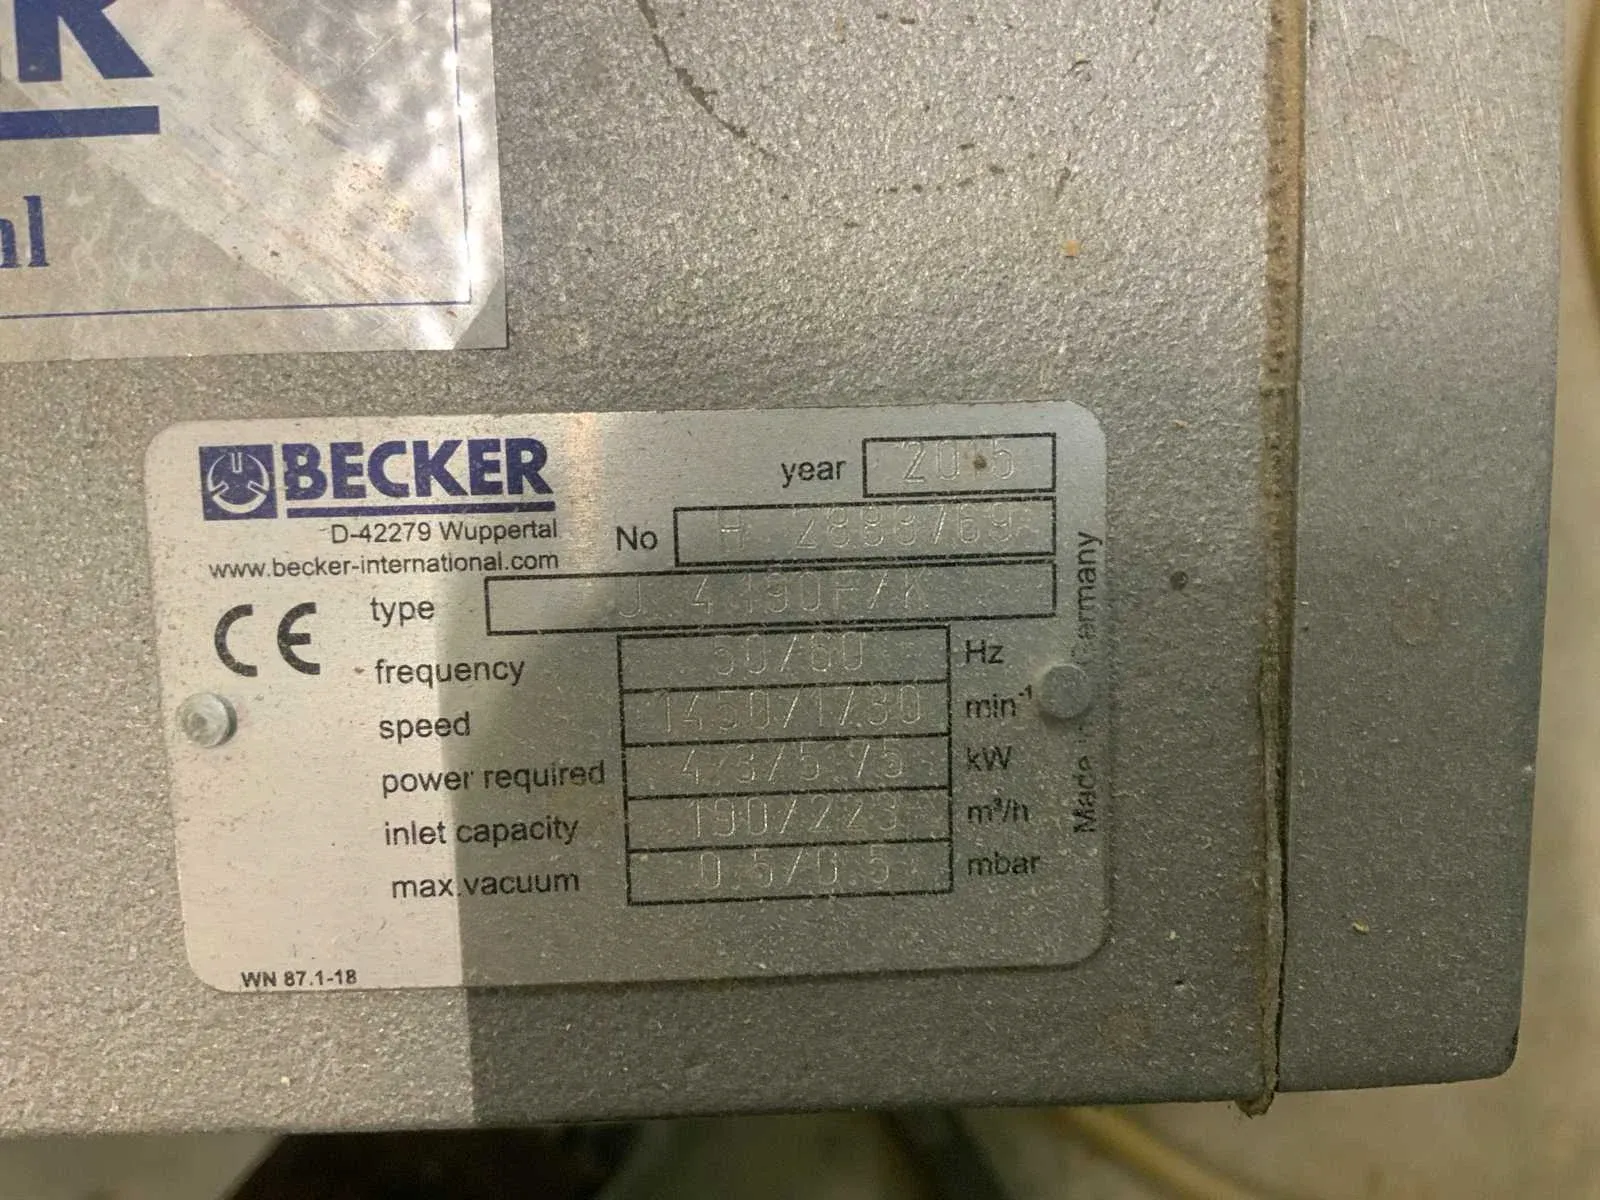 BECKER
D-42279 Wuppertal
www.becker-international.com
year 2015
No
type
CE
frequency 50/60 Hz
speed 1450/1730 min⁻¹
power required kW
inlet capacity 190/223 m³/h
max.vacuum 0.5/0.5 mbar
WN 87.1-18
Made